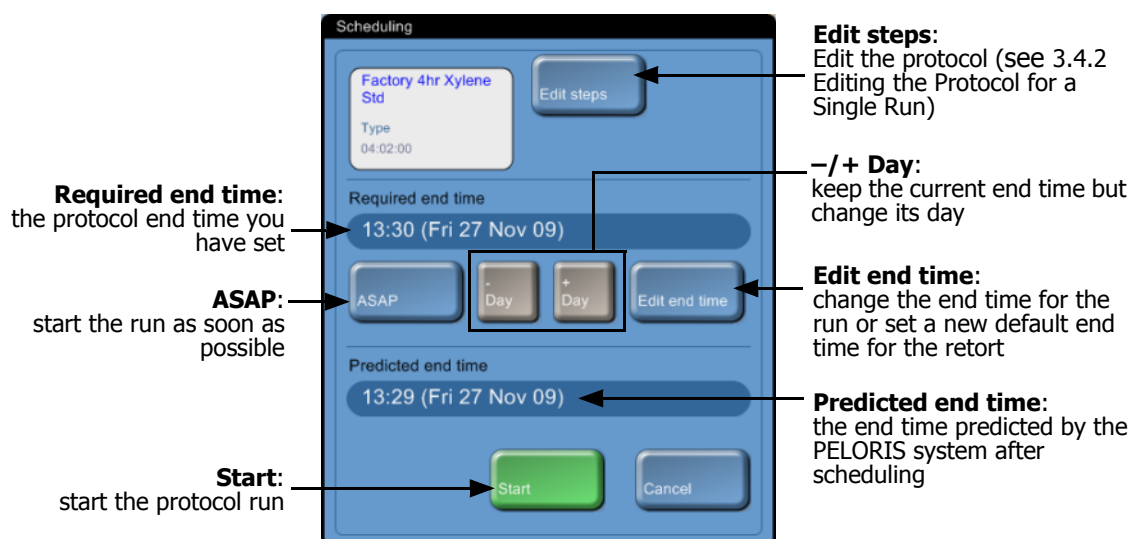 Scheduling
Factory 4hr Xylene
Std
Type
04:02:00
Edit steps
Edit steps:
Edit the protocol (see 3.4.2
Editing the Protocol for a
Single Run)
–/+ Day:
keep the current end time but
change its day
Required end time:
the protocol end time you
have set
Required end time
13:30 (Fri 27 Nov 09)
ASAP:
start the run as soon as
possible
ASAP
-
Day
+
Day
Edit end time
Edit end time:
change the end time for the
run or set a new default end
time for the retort
Predicted end time
13:29 (Fri 27 Nov 09)
Predicted end time:
the end time predicted by the
PELORIS system after
scheduling
Start:
start the protocol run
Start
Cancel